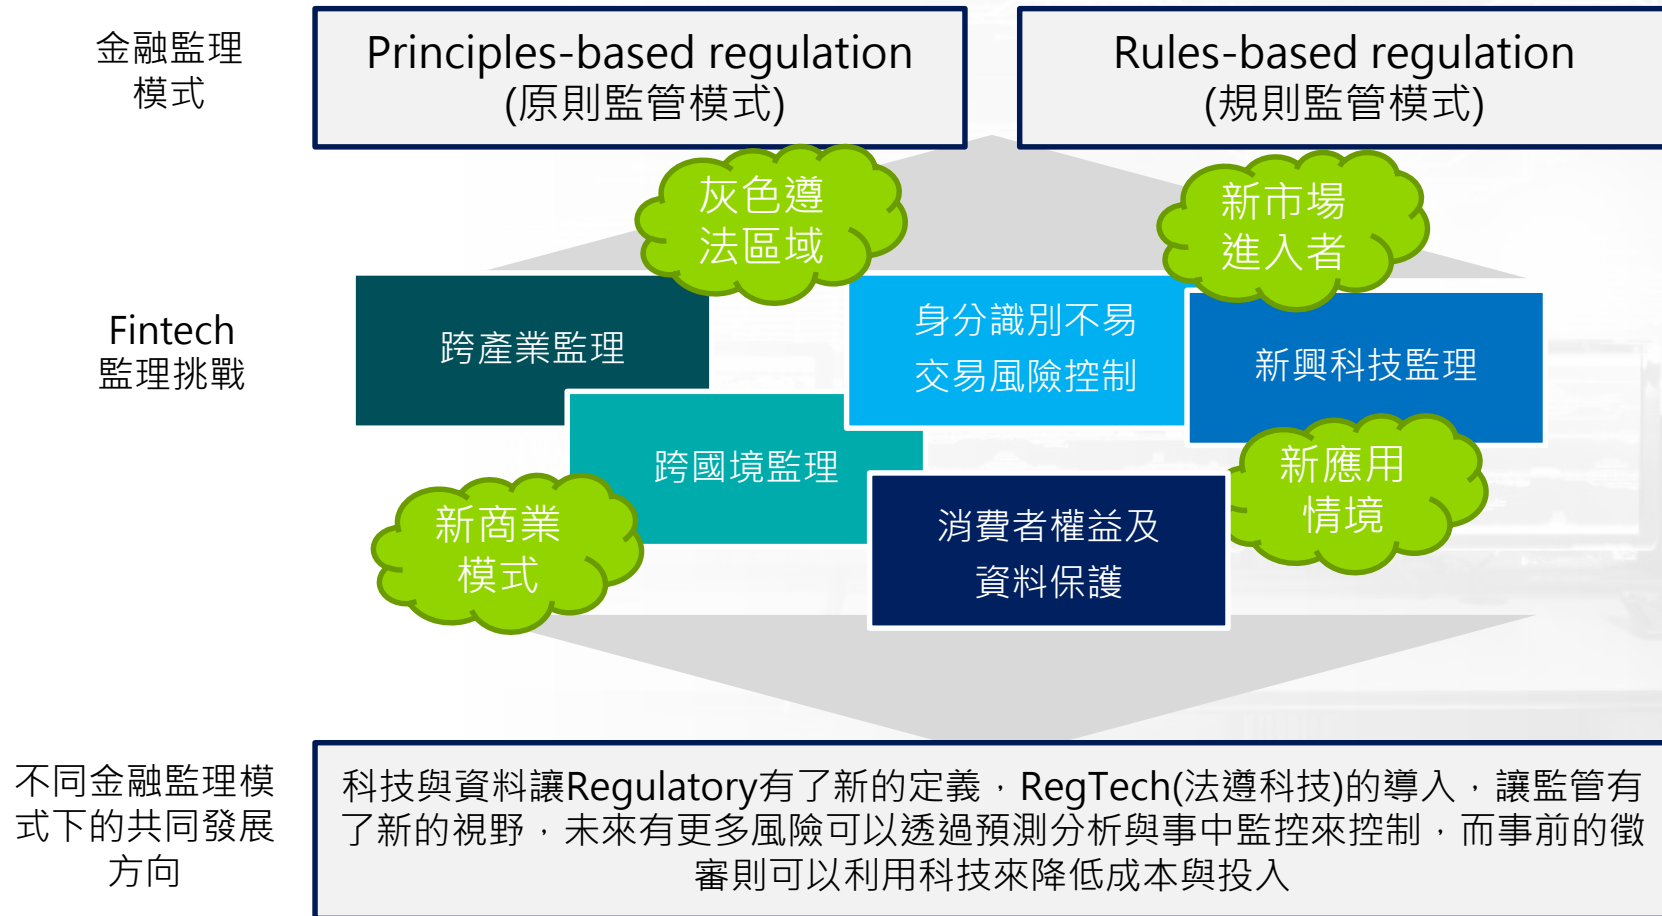 金融監理
模式
Principles-based regulation
(原則監管模式)
Rules-based regulation
(規則監管模式)
灰色遵
法區域
新市場
進入者
Fintech
監理挑戰
跨產業監理
身分識別不易
交易風險控制
新興科技監理
跨國境監理
新商業
模式
消費者權益及
資料保護
新應用
情境
不同金融監理模
式下的共同發展
方向
科技與資料讓Regulatory有了新的定義，RegTech(法遵科技)的導入，讓監管有
了新的視野，未來有更多風險可以透過預測分析與事中監控來控制，而事前的徵
審則可以利用科技來降低成本與投入